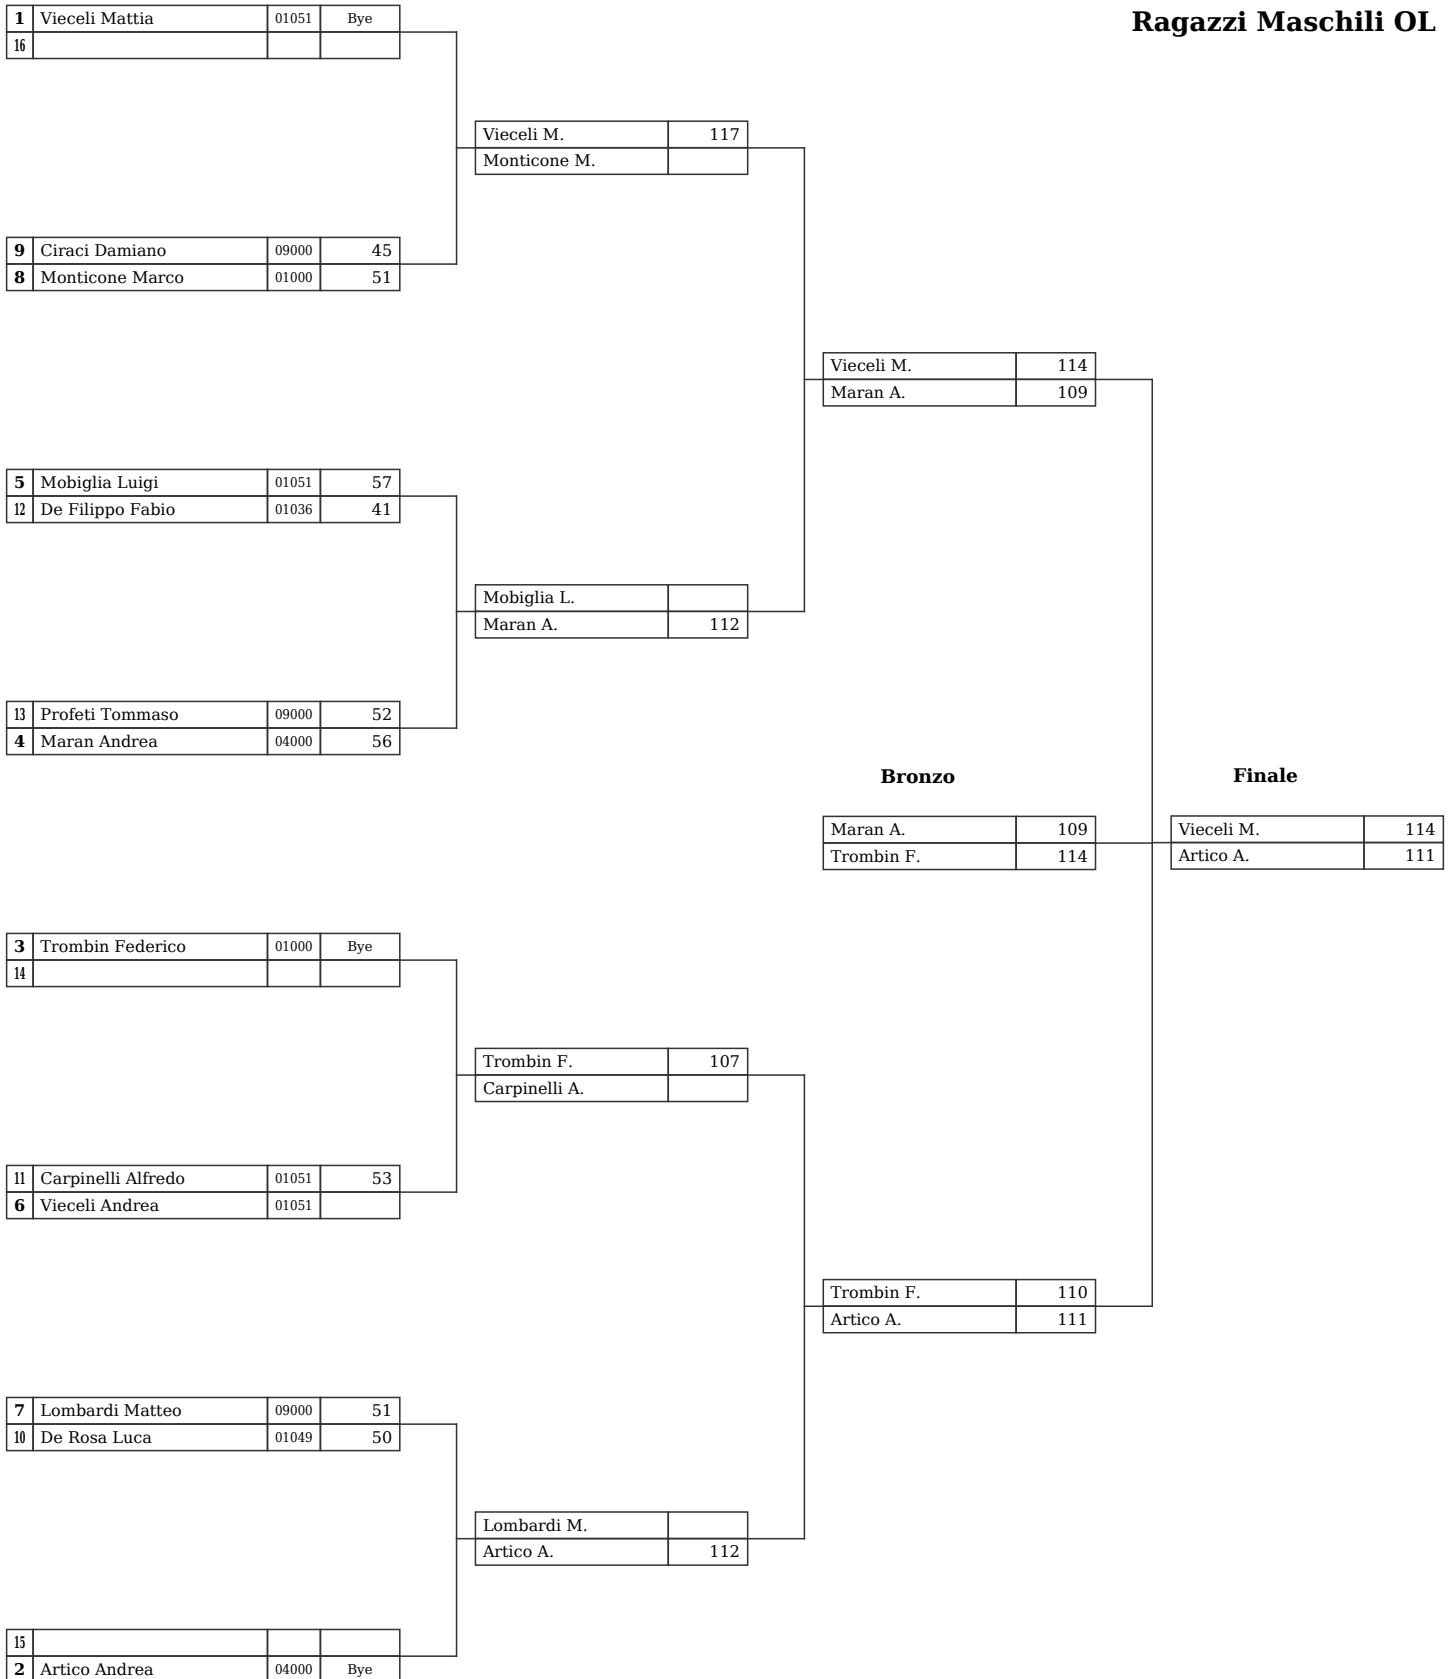 Ragazzi Maschili OL
1 Vieceli Mattia 01051 Bye
16
Vieceli M. 117
Monticone M.
9 Ciraci Damiano 09000 45
8 Monticone Marco 01000 51
Vieceli M. 114
Maran A. 109
5 Mobiglia Luigi 01051 57
12 De Filippo Fabio 01036 41
Mobiglia L.
Maran A. 112
13 Profeti Tommaso 09000 52
4 Maran Andrea 04000 56
Bronzo Finale
Maran A. 109 Vieceli M. 114
Trombin F. 114 Artico A. 111
3 Trombin Federico 01000 Bye
14
Trombin F. 107
Carpinelli A.
11 Carpinelli Alfredo 01051 53
6 Vieceli Andrea 01051
Trombin F. 110
Artico A. 111
7 Lombardi Matteo 09000 51
10 De Rosa Luca 01049 50
Lombardi M.
Artico A. 112
15
2 Artico Andrea 04000 Bye